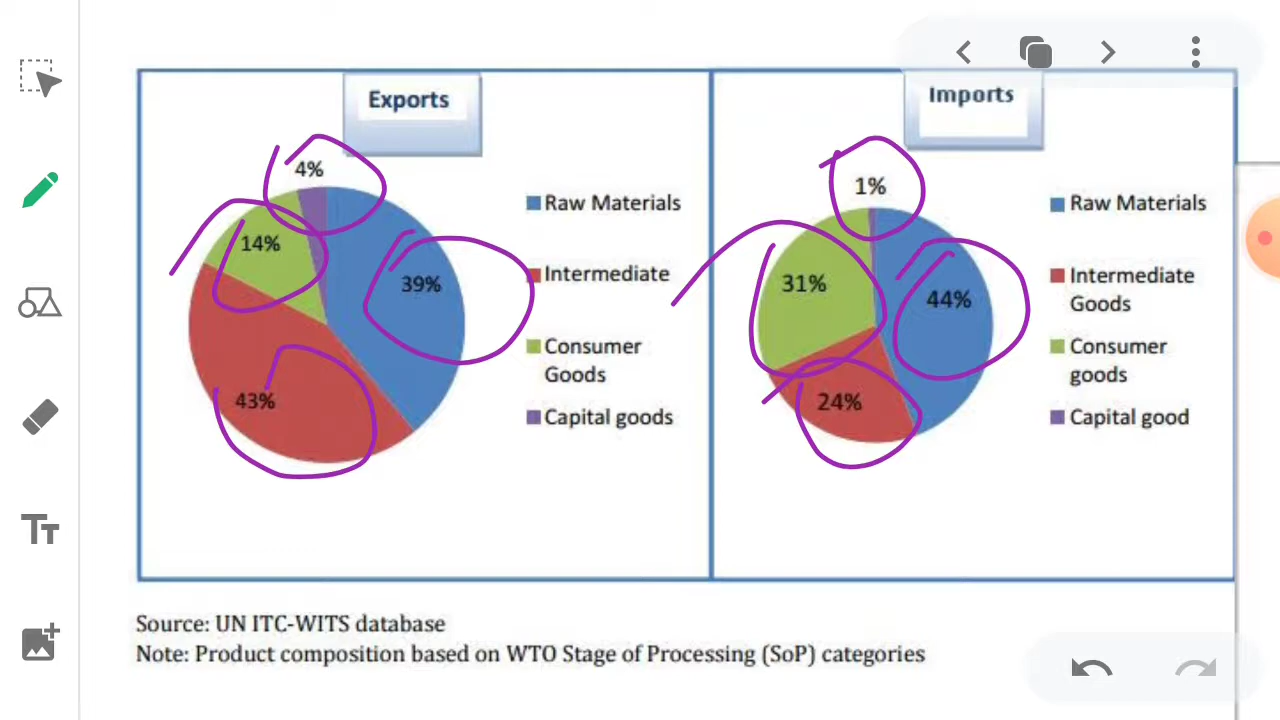 Exports
4%
14%
39%
43%
Raw Materials
Intermediate
Consumer
Goods
Capital goods
Imports
1%
31%
44%
24%
Raw Materials
Intermediate
Goods
Consumer
goods
Capital good
Source: UN ITC-WITS database
Note: Product composition based on WTO Stage of Processing (SoP) categories
TT